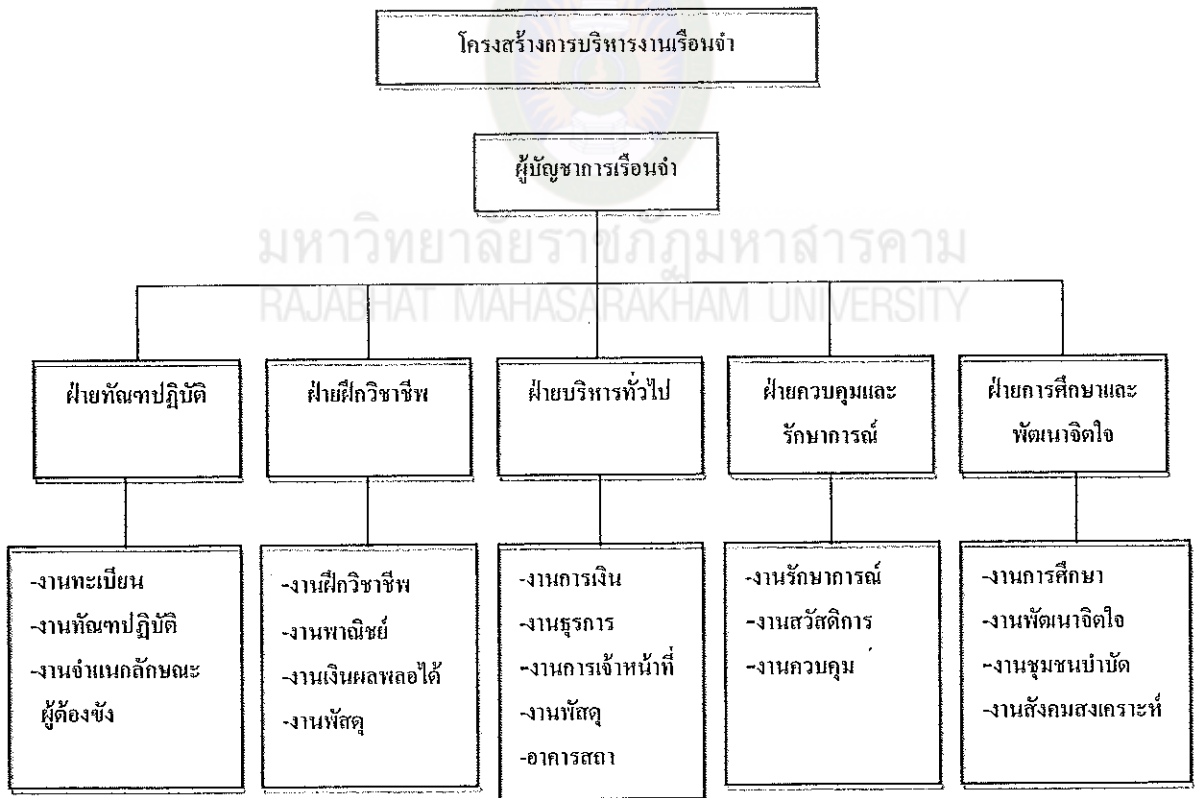 โครงสร้างการบริหารงานเรือนจำ
ผู้บัญชาการเรือนจำ
มหาวิทยาลัยราชภัฏมหาสารคาม
RAJABHAT MAHASARAKHAM UNIVERSITY
ฝ่ายทัณฑปฏิบัติ
ฝ่ายฝึกวิชาชีพ
ฝ่ายบริหารทั่วไป
ฝ่ายควบคุมและ
รักษาการณ์
ฝ่ายการศึกษาและ
พัฒนาจิตใจ
-งานทะเบียน
-งานทัณฑปฏิบัติ
-งานจำแนกลักษณะ
ผู้ต้องขัง
-งานฝึกวิชาชีพ
-งานพาณิชย์
-งานเงินผลพลอได้
-งานพัสดุ
-งานการเงิน
-งานธุรการ
-งานการเจ้าหน้าที่
-งานพัสดุ
-อาคารสถา
-งานรักษาการณ์
-งานสวัสดิการ
-งานควบคุม
-งานการศึกษา
-งานพัฒนาจิตใจ
-งานชุมชนบำบัด
-งานสังคมสงเคราะห์